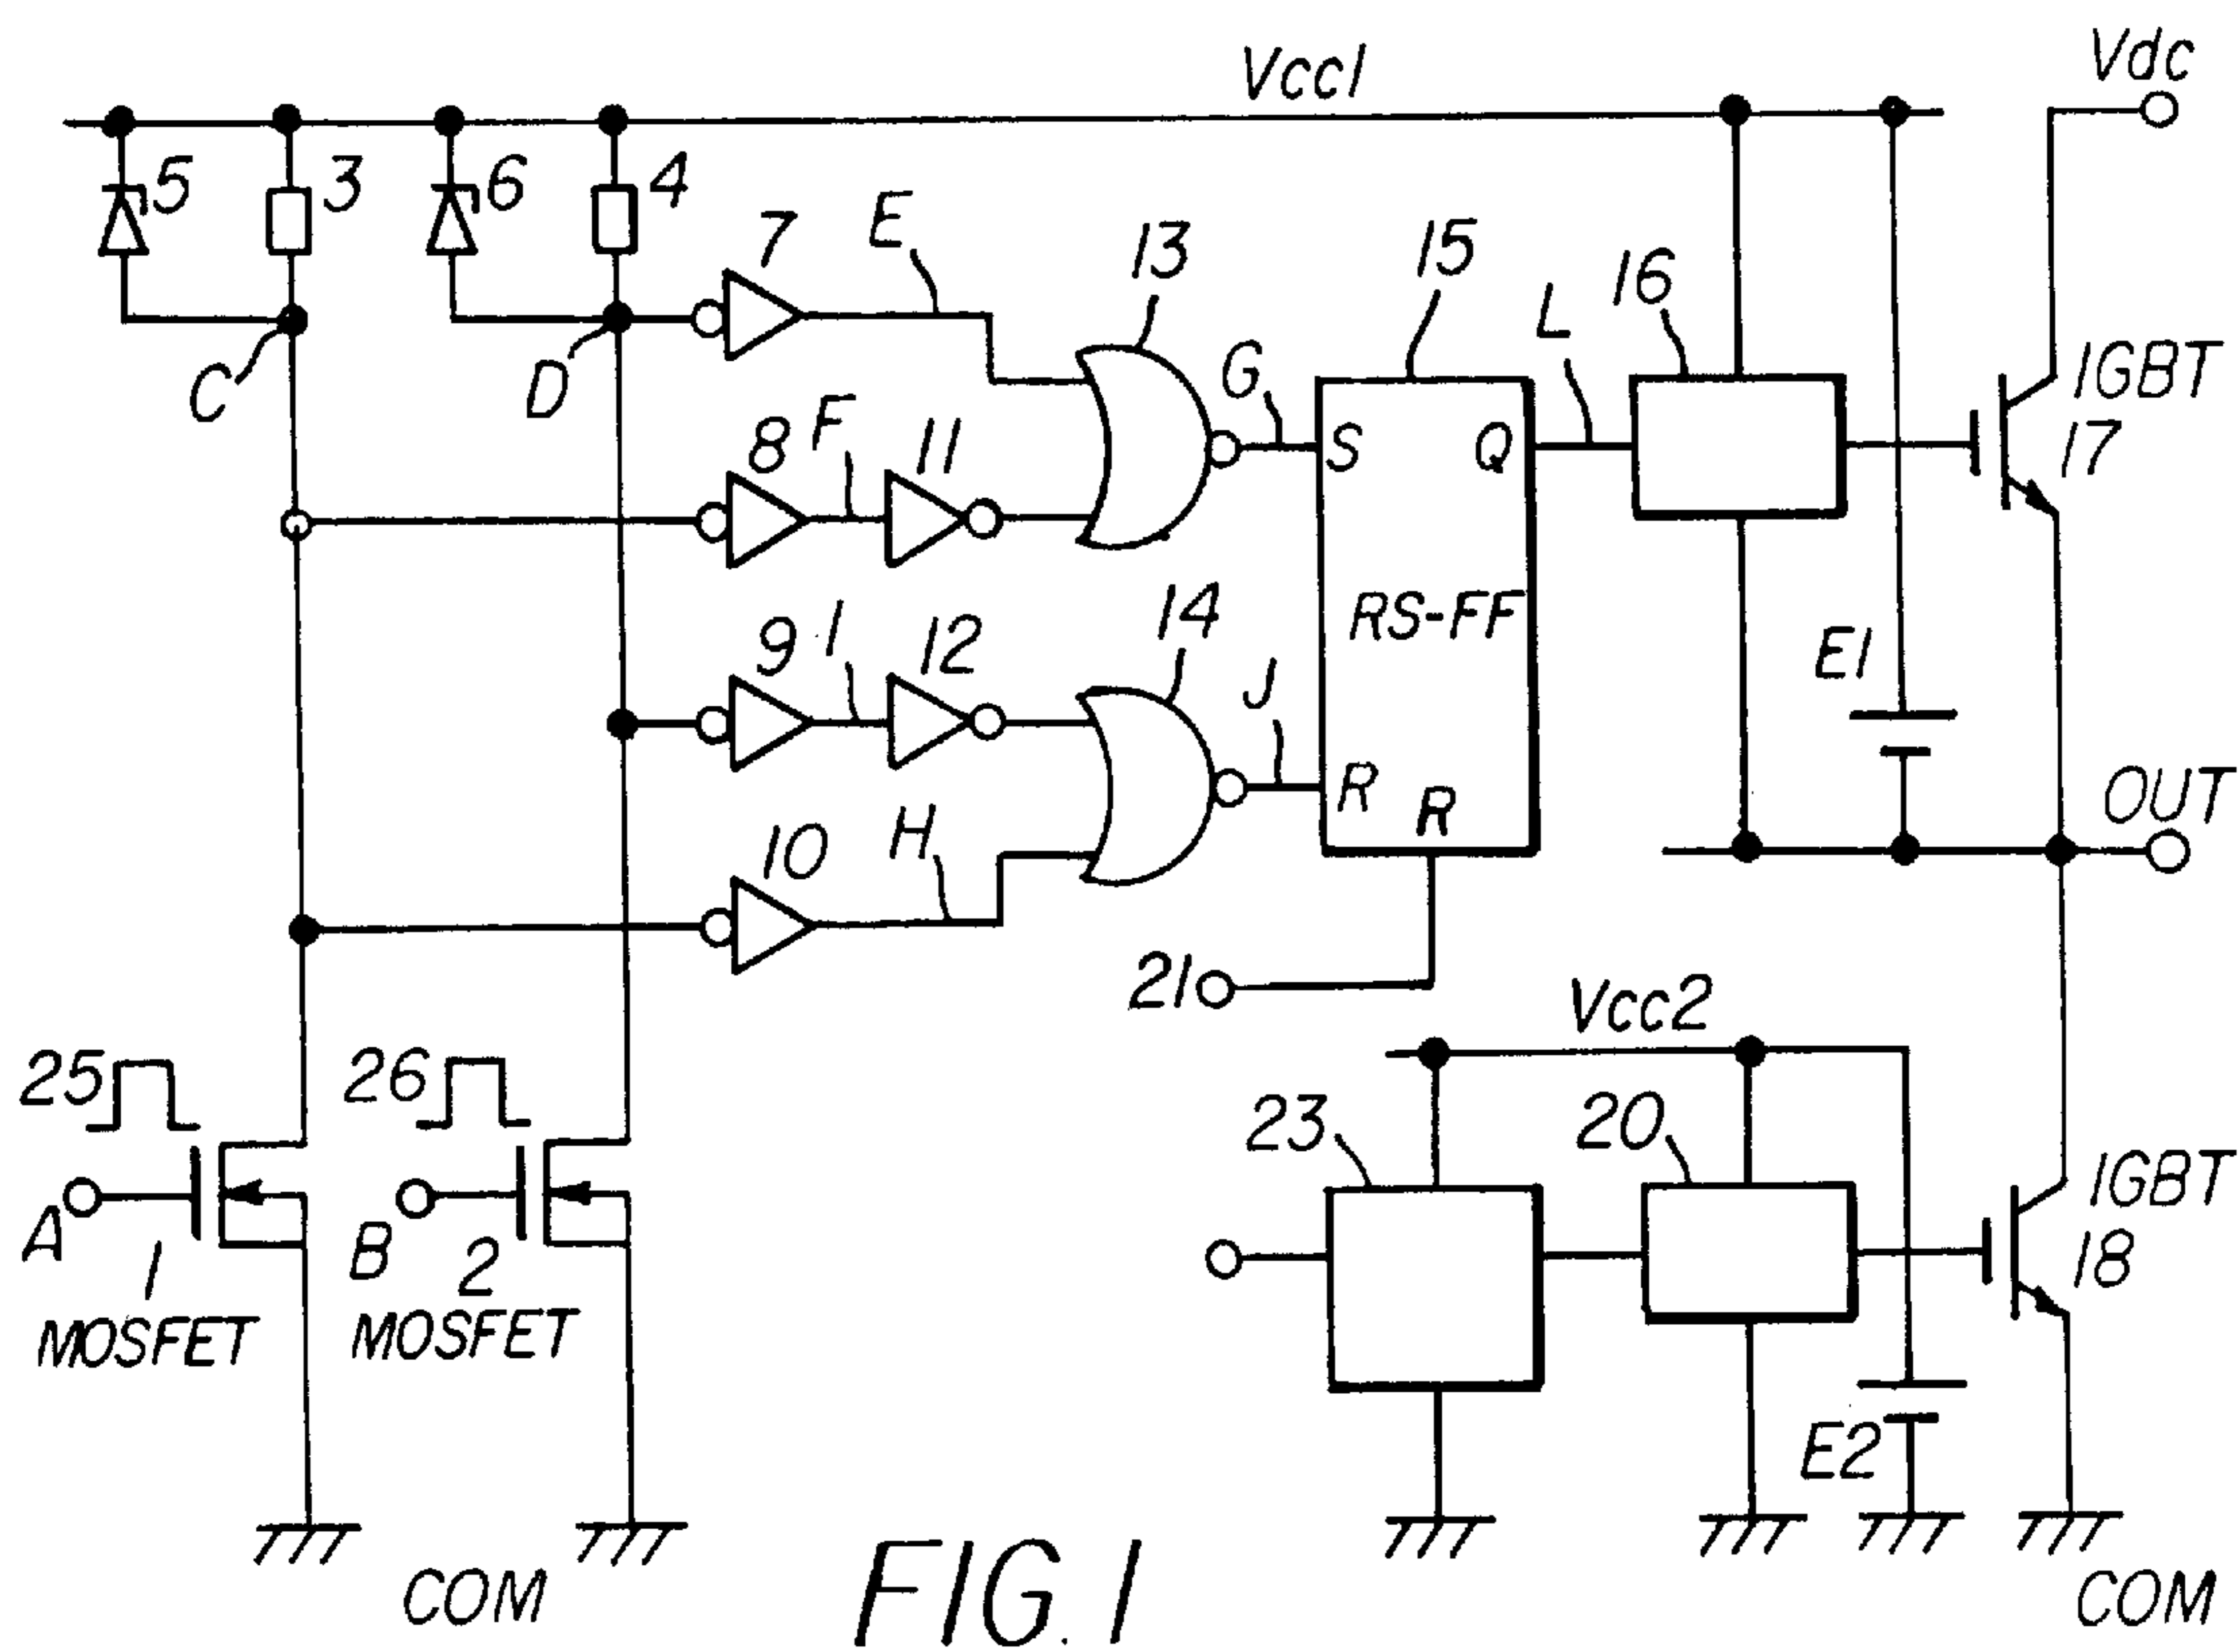 Vcc1
Vdc
5
3
6
4
7
E
13
15
L
16
C
D
G
IGBT
17
8
F
11
S
Q
RS-FF
9
I
12
14
E1
J
R
R
OUT
10
H
21
Vcc2
25
26
23
20
IGBT
18
A
1
MOSFET
B
2
MOSFET
E2
COM
FIG. 1
COM